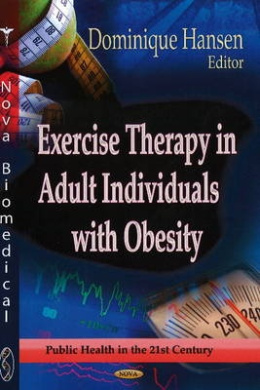 Dominique Hansen
Editor
Nova Biomedical
Exercise Therapy in
Adult Individuals
with Obesity
230
Public Health in the 21st Century
NOVA